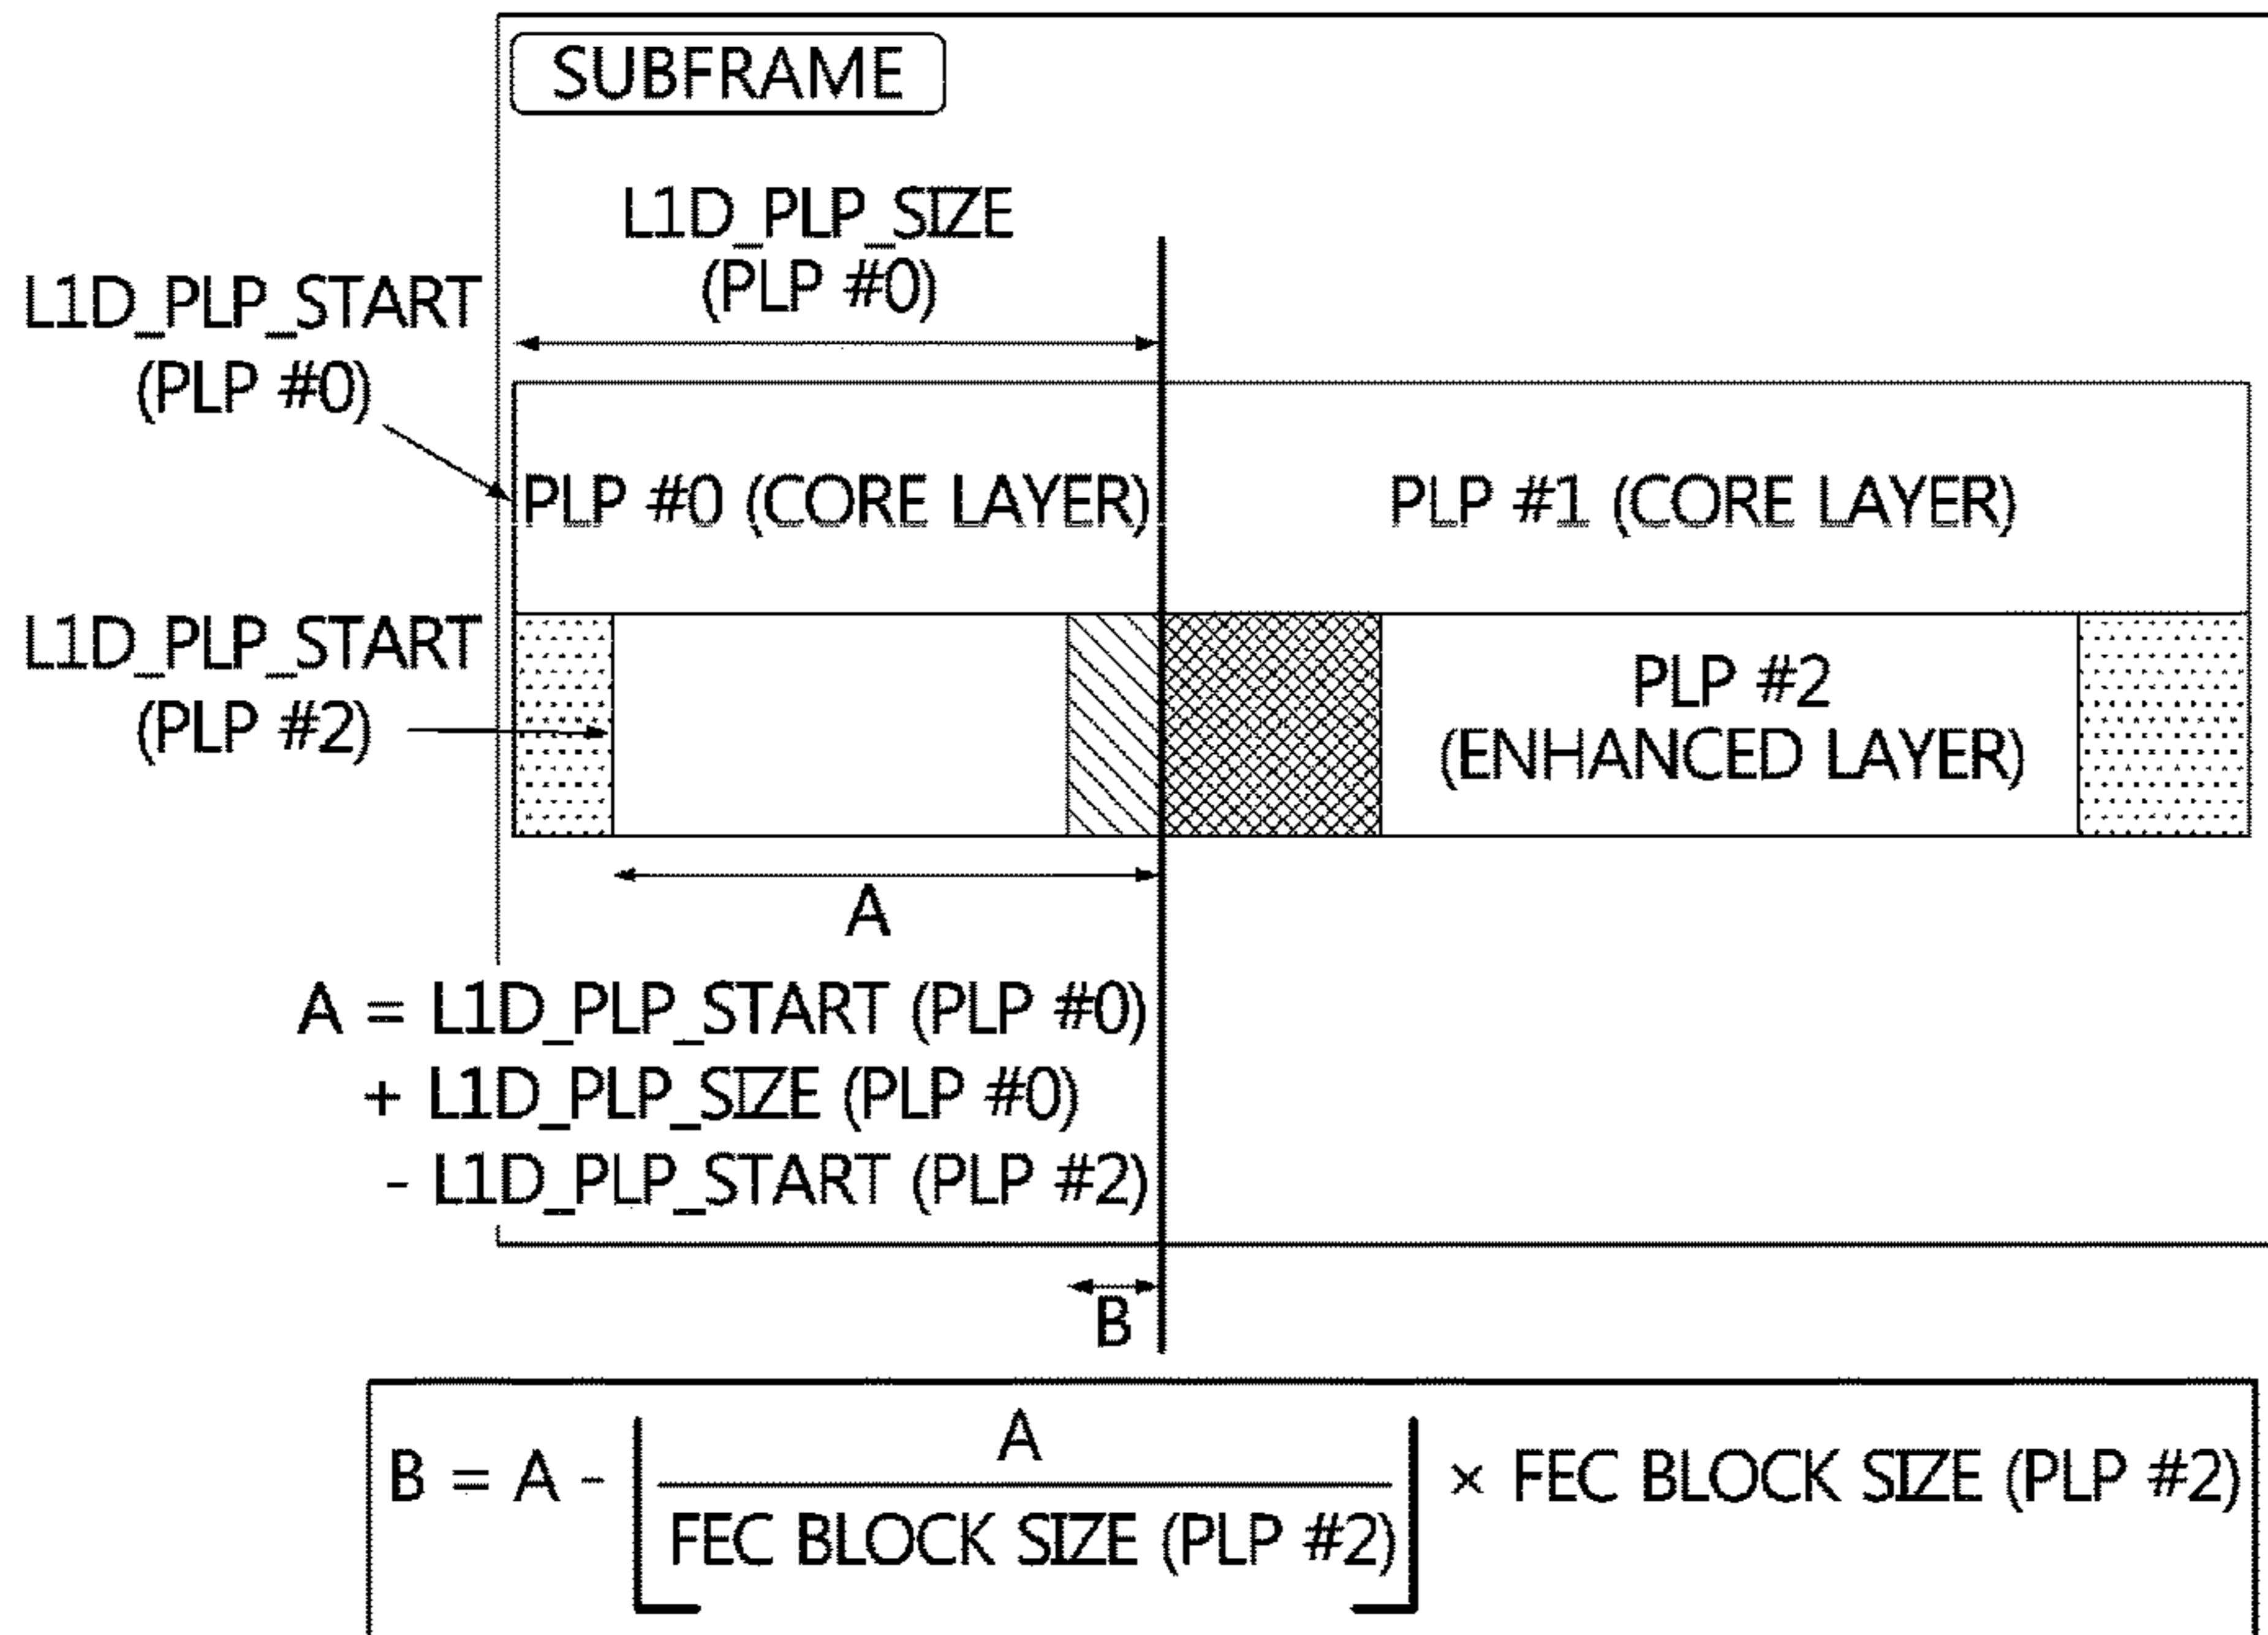 SUBFRAME
L1D_PLP_SIZE
(PLP #0)
L1D_PLP_START
(PLP #0)
PLP #0 (CORE LAYER)
PLP #1 (CORE LAYER)
L1D_PLP_START
(PLP #2)
PLP #2
(ENHANCED LAYER)
A
A = L1D_PLP_START (PLP #0)
+ L1D_PLP_SIZE (PLP #0)
- L1D_PLP_START (PLP #2)
B
B = A - ⌊ A / FEC BLOCK SIZE (PLP #2) ⌋ × FEC BLOCK SIZE (PLP #2)